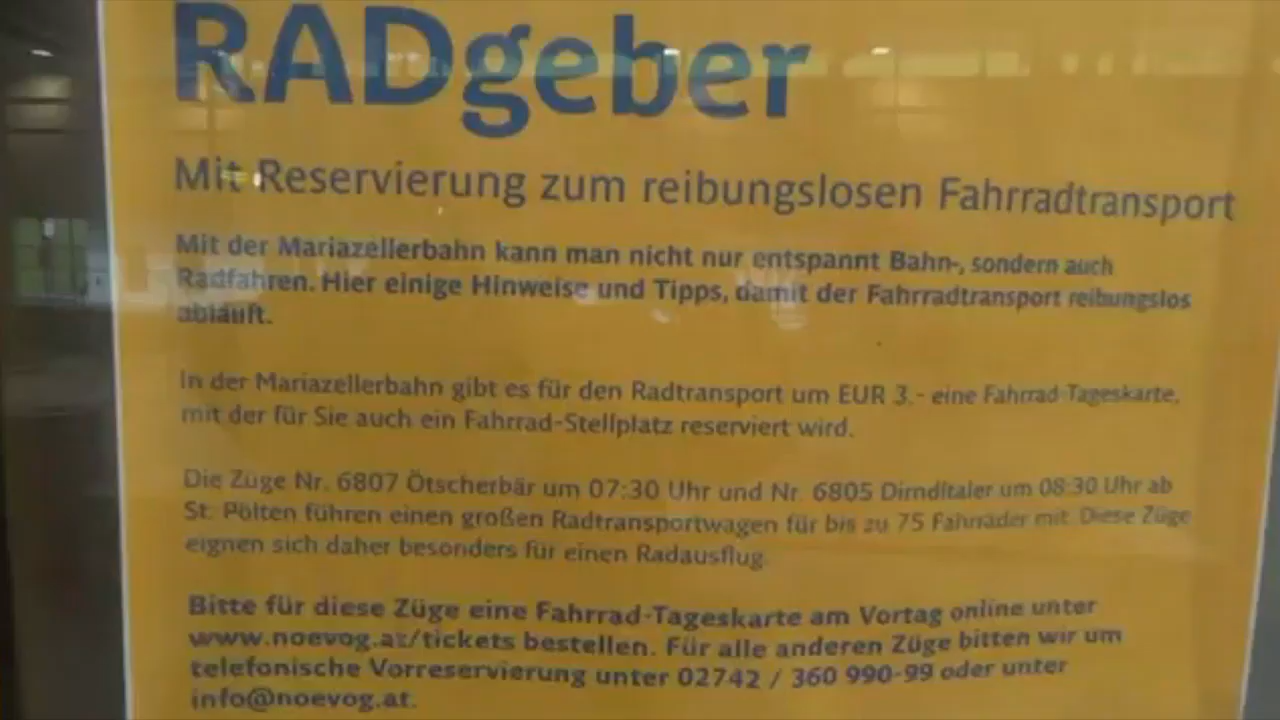 RADgeber
Mit Reservierung zum reibungslosen Fahrradtransport
Mit der Mariazellerbahn kann man nicht nur entspannt Bahn-, sondern auch
Radfahren. Hier einige Hinweise und Tipps, damit der Fahrradtransport reibungslos
abläuft.
In der Mariazellerbahn gibt es für den Radtransport um EUR 3,- eine Fahrrad-Tageskarte,
mit der für Sie auch ein Fahrrad-Stellplatz reserviert wird.
Die Züge Nr. 6807 Ötscherbär um 07:30 Uhr und Nr. 6805 Dirndltaler um 08:30 Uhr ab
St. Pölten führen einen großen Radtransportwagen für bis zu 75 Fahrräder mit. Diese Züge
eignen sich daher besonders für einen Radausflug.
Bitte für diese Züge eine Fahrrad-Tageskarte am Vortag online unter
www.noevog.at/tickets bestellen. Für alle anderen Züge bitten wir um
telefonische Vorreservierung unter 02742 / 360 990-99 oder unter
info@noevog.at.